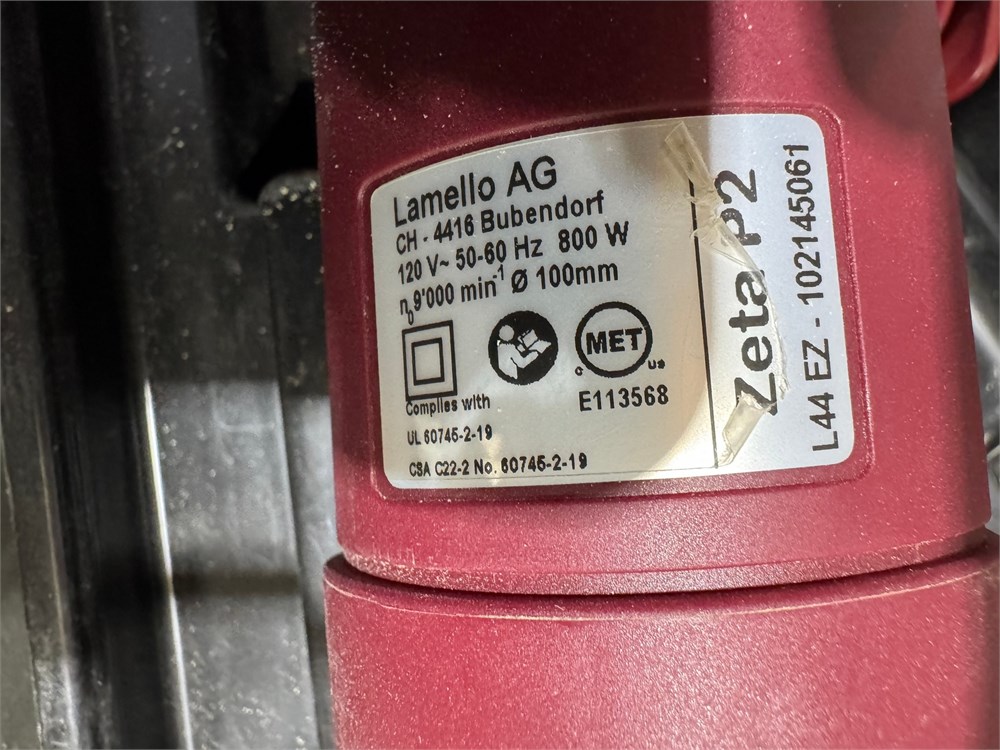 Lamello AG
CH - 4416 Bubendorf
120 V~ 50-60 Hz 800 W
n₀ 9'000 min⁻¹ Ø 100mm
c MET us
Complies with
E113568
UL 60745-2-19
CSA C22-2 No. 60745-2-19
Zeta P2
L44 EZ - 102145061